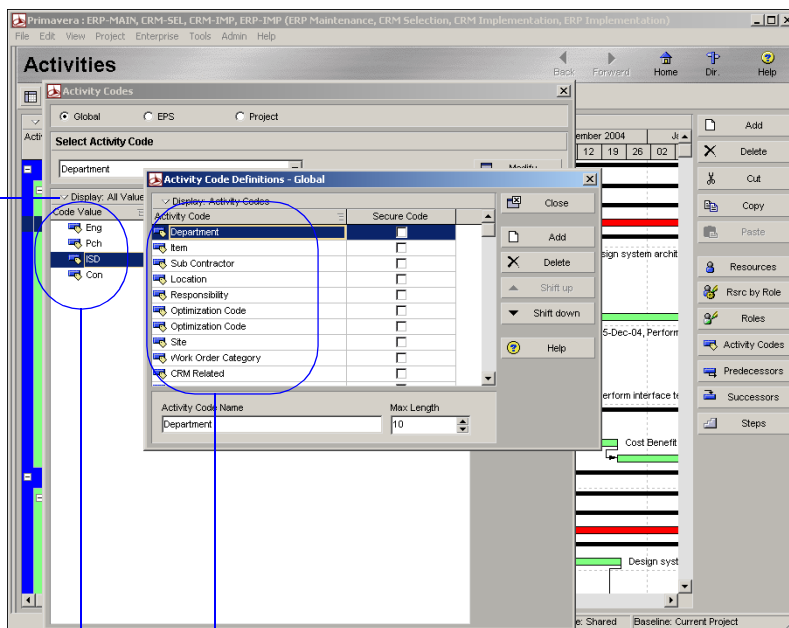 Primavera : ERP-MAIN, CRM-SEL, CRM-IMP, ERP-IMP (ERP Maintenance, CRM Selection, CRM Implementation, ERP Implementation)
File Edit View Project Enterprise Tools Admin Help
Activities
Back Forward Home Dir. Help
Activity Codes
Global EPS Project
Select Activity Code
Department
Display: All Value
Code Value
Eng
Pch
ISD
Con
Activity Code Definitions - Global
Display: Activity Codes
Activity Code Secure Code
Department
Item
Sub Contractor
Location
Responsibility
Optimization Code
Optimization Code
Site
Work Order Category
CRM Related
Activity Code Name Max Length
Department 10
Close
Add
Delete
Shift up
Shift down
Help
ember 2004
12 19 26 02
sign system archit
5-Dec-04, Perform
erform interface te
Cost Benefit
Design syst
Add
Delete
Cut
Copy
Paste
Resources
Rsrc by Role
Roles
Activity Codes
Predecessors
Successors
Steps
e: Shared Baseline: Current Project